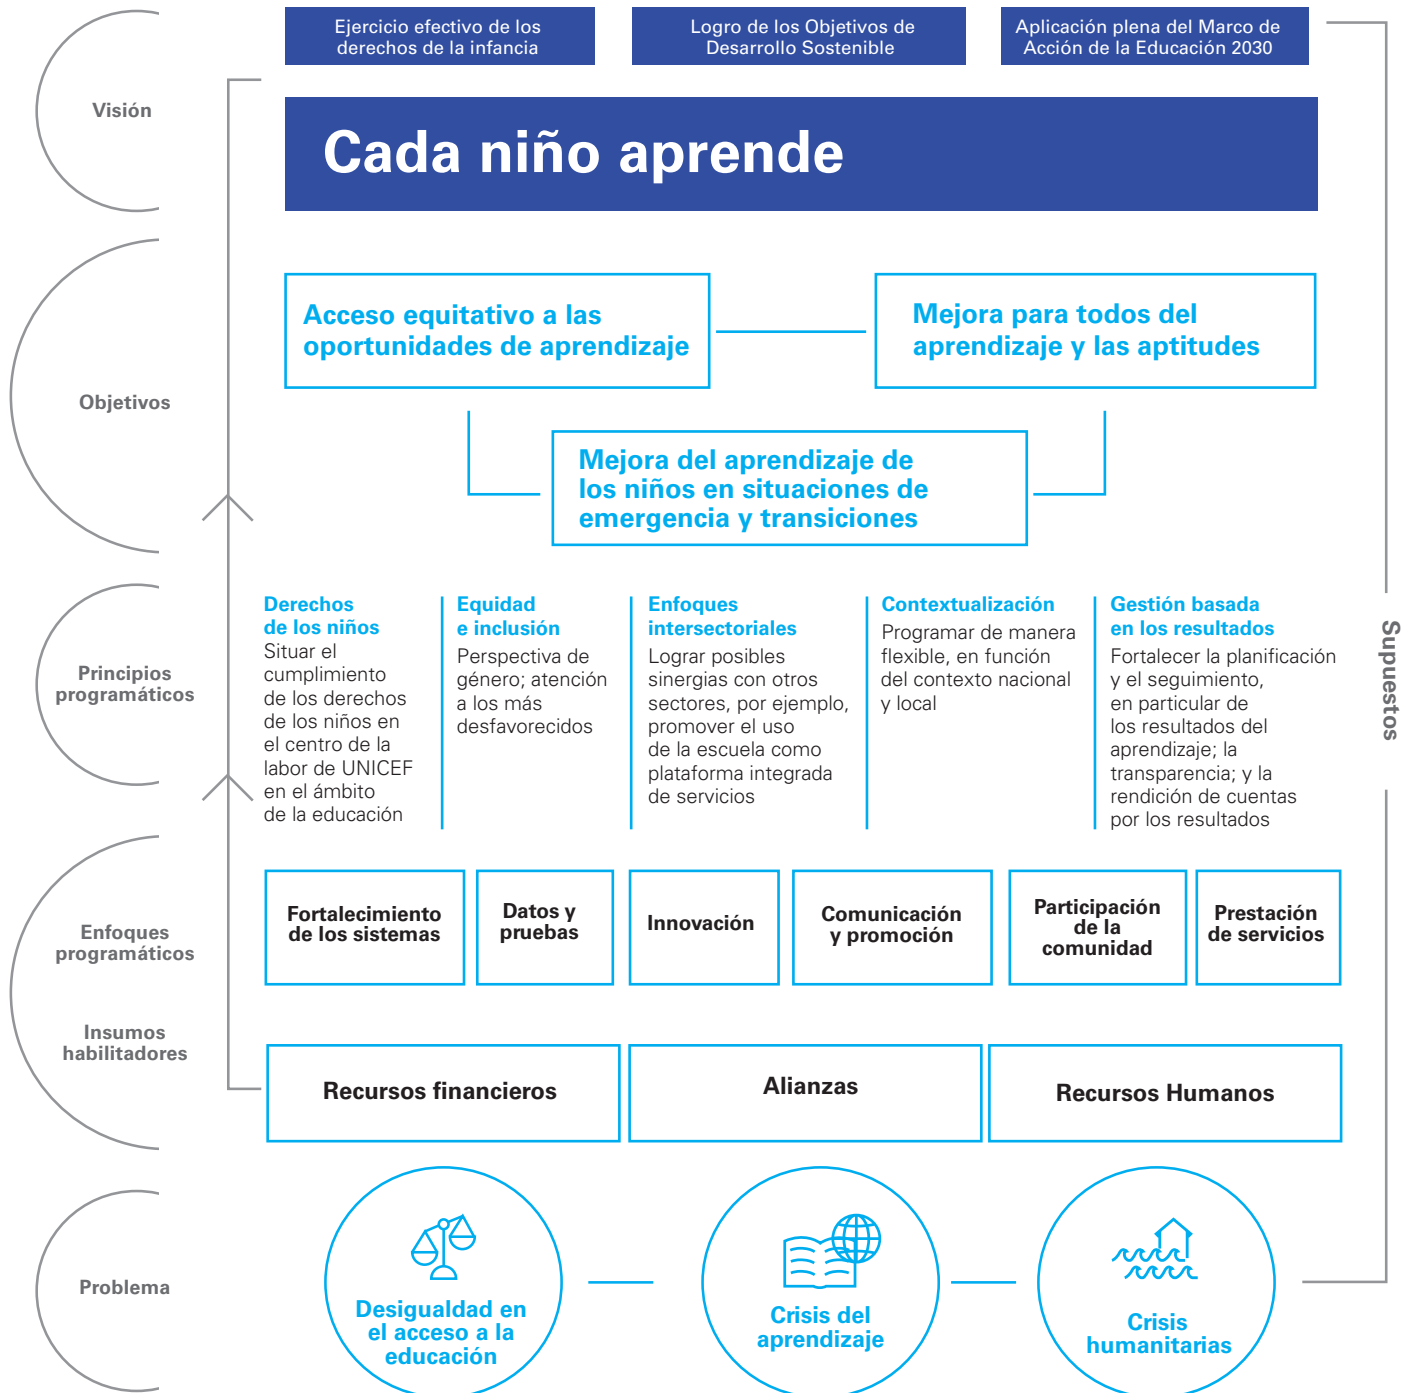 Ejercicio efectivo de los
derechos de la infancia
Logro de los Objetivos de
Desarrollo Sostenible
Aplicación plena del Marco de
Acción de la Educación 2030
Visión
Cada niño aprende
Objetivos
Acceso equitativo a las
oportunidades de aprendizaje
Mejora para todos del
aprendizaje y las aptitudes
Mejora del aprendizaje de
los niños en situaciones de
emergencia y transiciones
Principios
programáticos
Derechos
de los niños
Situar el
cumplimiento
de los derechos
de los niños en
el centro de la
labor de UNICEF
en el ámbito
de la educación
Equidad
e inclusión
Perspectiva de
género; atención
a los más
desfavorecidos
Enfoques
intersectoriales
Lograr posibles
sinergias con otros
sectores, por ejemplo,
promover el uso
de la escuela como
plataforma integrada
de servicios
Contextualización
Programar de manera
flexible, en función
del contexto nacional
y local
Gestión basada
en los resultados
Fortalecer la planificación
y el seguimiento,
en particular de
los resultados del
aprendizaje; la
transparencia; y la
rendición de cuentas
por los resultados
Supuestos
Enfoques
programáticos
Fortalecimiento
de los sistemas
Datos y
pruebas
Innovación
Comunicación
y promoción
Participación
de la
comunidad
Prestación
de servicios
Insumos
habilitadores
Recursos financieros
Alianzas
Recursos Humanos
Problema
Desigualdad en
el acceso a la
educación
Crisis del
aprendizaje
Crisis
humanitarias